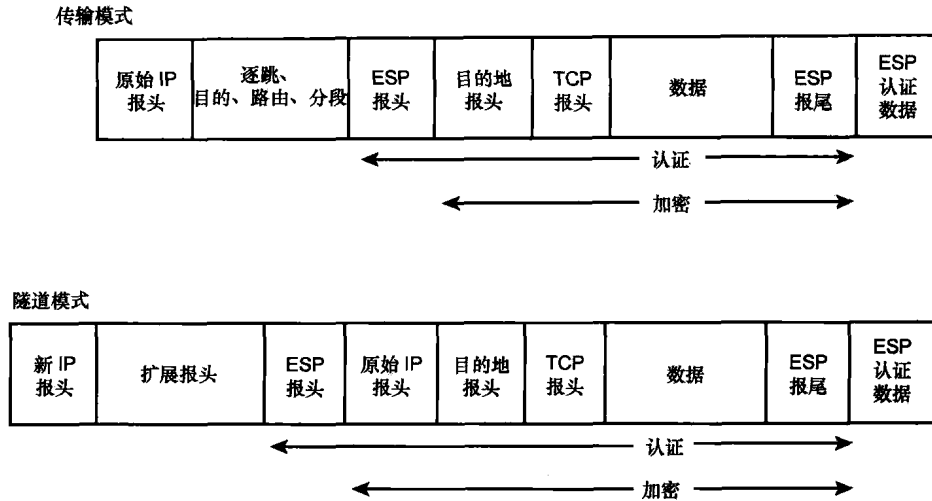 传输模式
原始 IP
报头
逐跳、
目的、路由、分段
ESP
报头
目的地
报头
TCP
报头
数据
ESP
报尾
ESP
认证
数据
认证
加密
隧道模式
新 IP
报头
扩展报头
ESP
报头
原始 IP
报头
目的地
报头
TCP
报头
数据
ESP
报尾
ESP
认证
数据
认证
加密